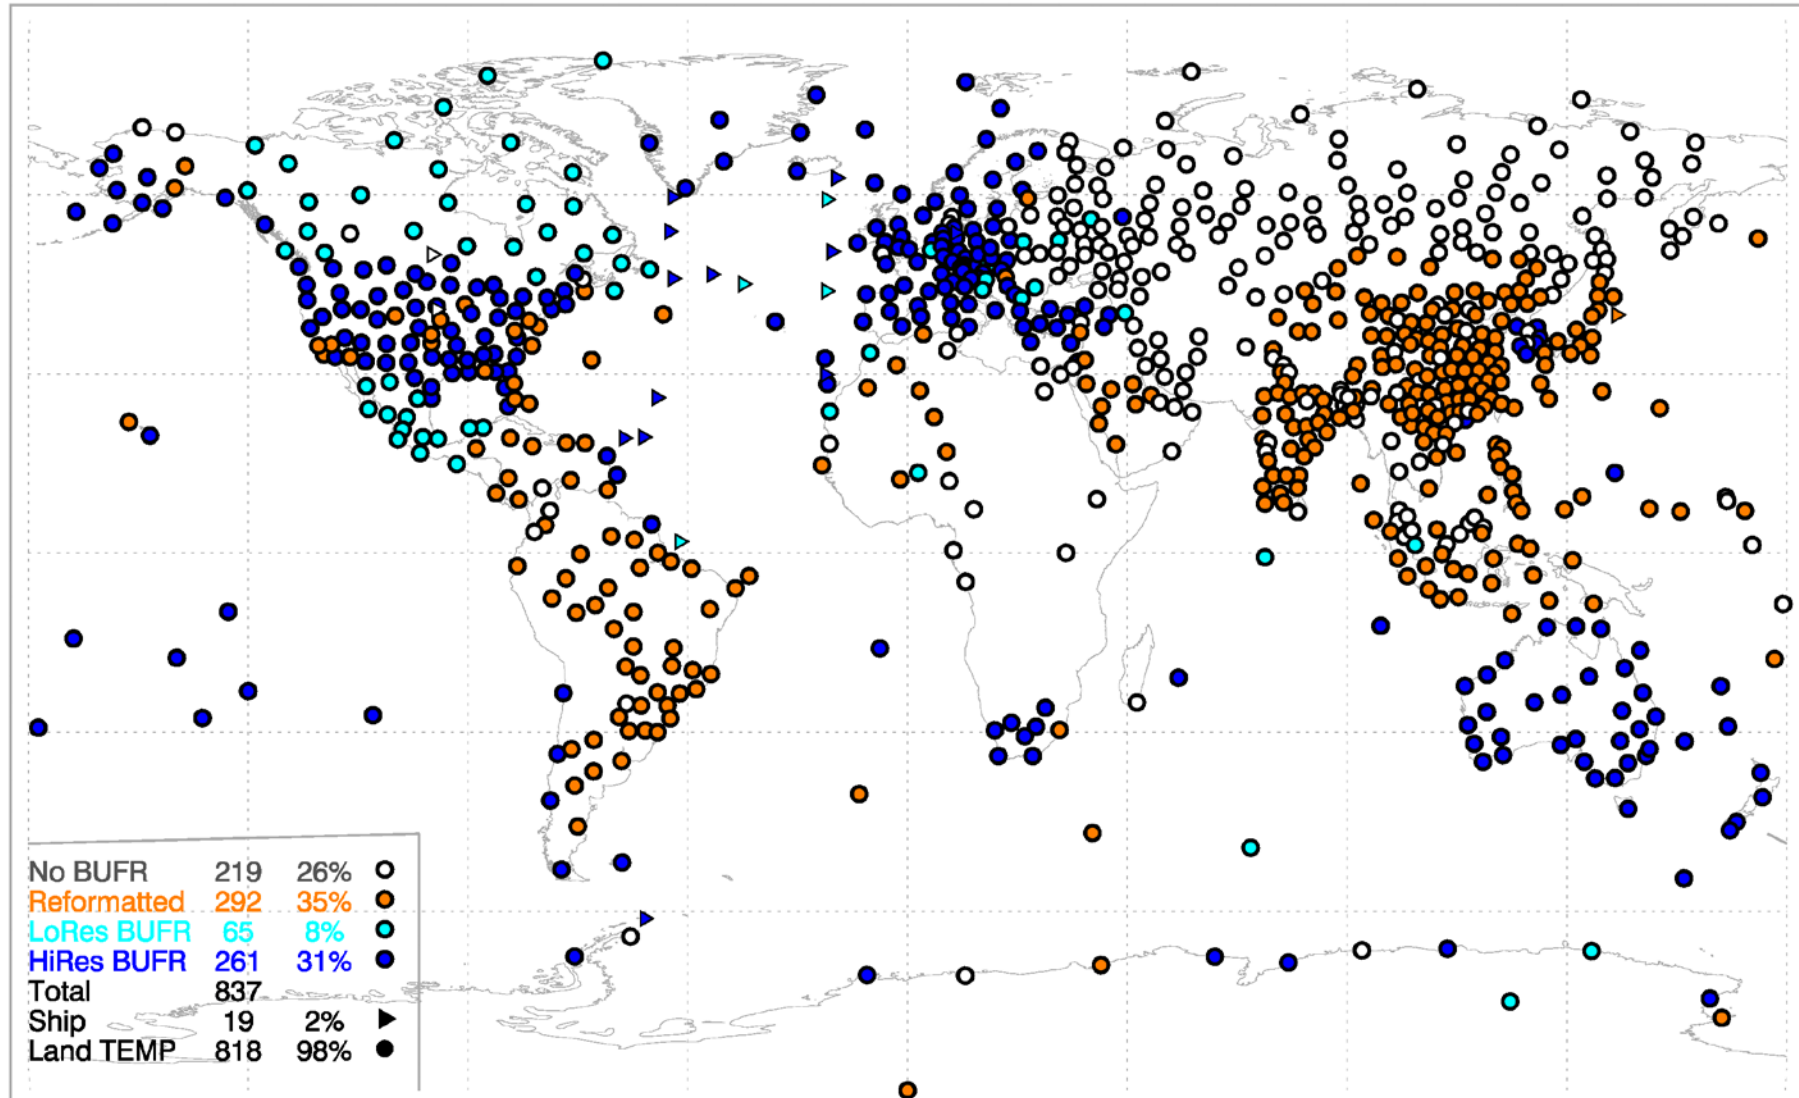 No BUFR 219 26%
Reformatted 292 35%
LoRes BUFR 65 8%
HiRes BUFR 261 31%
Total 837
Ship 19 2%
Land TEMP 818 98%